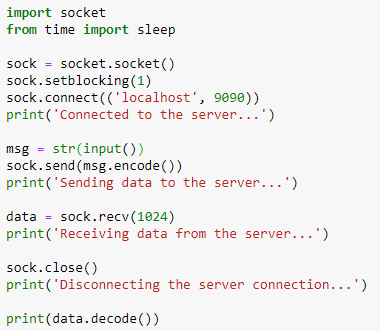 import socket
from time import sleep
sock = socket.socket()
sock.setblocking(1)
sock.connect(('localhost', 9090))
print('Connected to the server...')
msg = str(input())
sock.send(msg.encode())
print('Sending data to the server...')
data = sock.recv(1024)
print('Receiving data from the server...')
sock.close()
print('Disconnecting the server connection...')
print(data.decode())